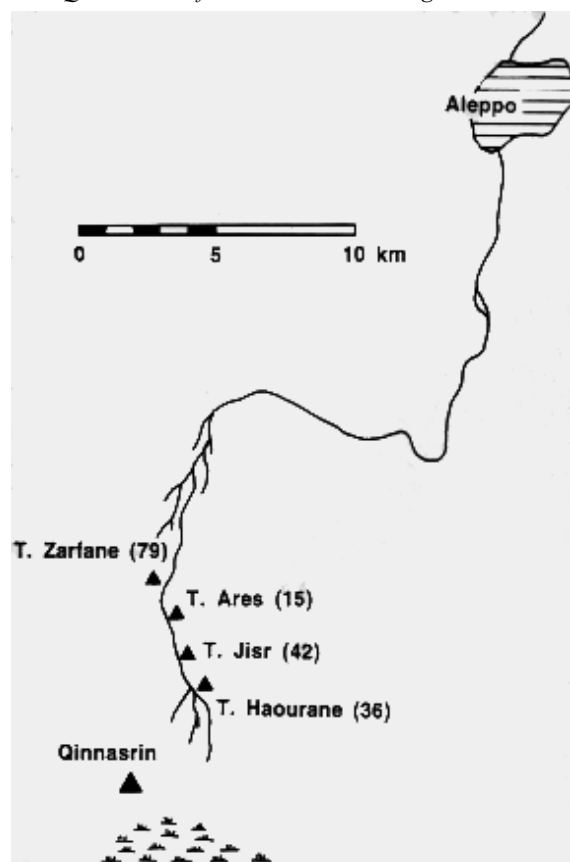 Aleppo
0 5 10 km
T. Zarfane (79)
T. Ares (15)
T. Jisr (42)
T. Haourane (36)
Qinnasrin